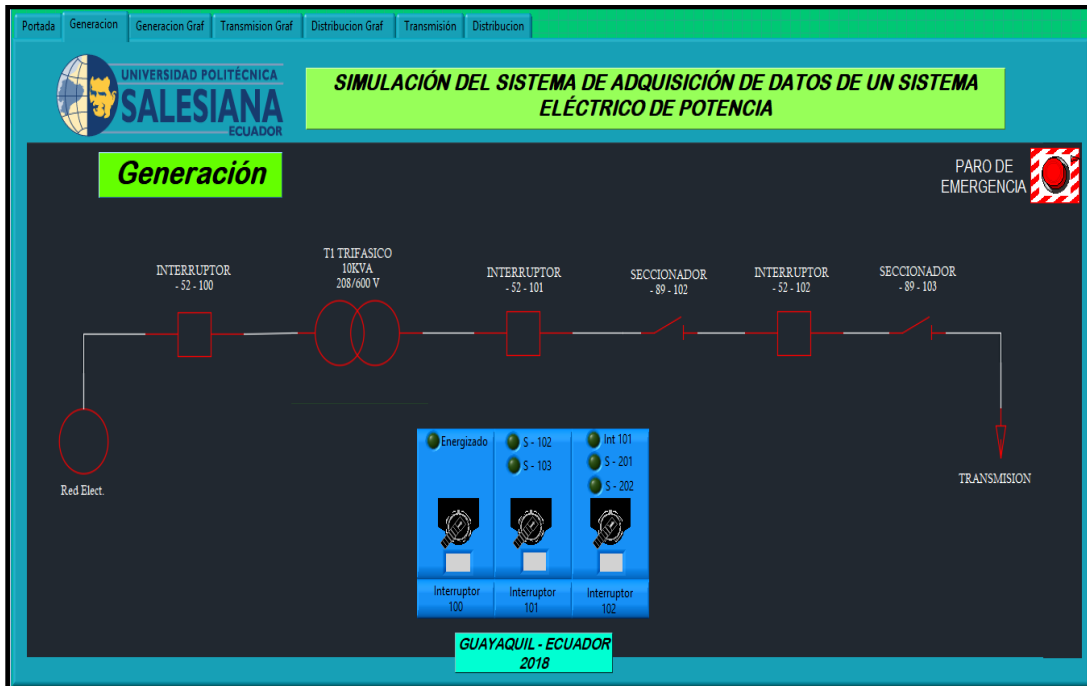 Portada Generacion Generacion Graf Transmision Graf Distribucion Graf Transmisión Distribucion
UNIVERSIDAD POLITÉCNICA
SALESIANA
ECUADOR
SIMULACIÓN DEL SISTEMA DE ADQUISICIÓN DE DATOS DE UN SISTEMA
ELÉCTRICO DE POTENCIA
Generación
PARO DE
EMERGENCIA
INTERRUPTOR
- 52 - 100
T1 TRIFASICO
10KVA
208/600 V
INTERRUPTOR
- 52 - 101
SECCIONADOR
- 89 - 102
INTERRUPTOR
- 52 - 102
SECCIONADOR
- 89 - 103
Red Elect.
TRANSMISION
Energizado
S - 102
S - 103
Int 101
S - 201
S - 202
Interruptor
100
Interruptor
101
Interruptor
102
GUAYAQUIL - ECUADOR
2018